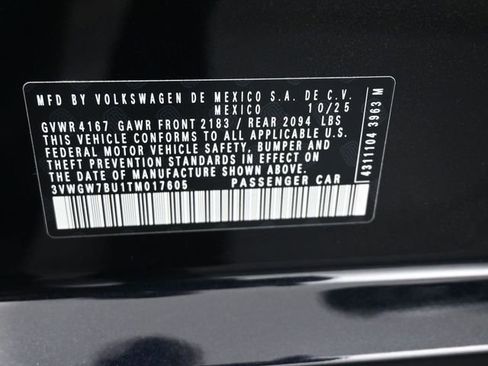 MFD BY VOLKSWAGEN DE MEXICO S.A. DE C.V.
MEXICO 10/25
GVWR 4167 GAWR FRONT 2183 / REAR 2094 LBS
THIS VEHICLE CONFORMS TO ALL APPLICABLE U.S.
FEDERAL MOTOR VEHICLE SAFETY, BUMPER AND
THEFT PREVENTION STANDARDS IN EFFECT ON THE
DATE OF MANUFACTURE SHOWN ABOVE.
3VWGW7BU1TM017605 PASSENGER CAR
4311104 3963 M